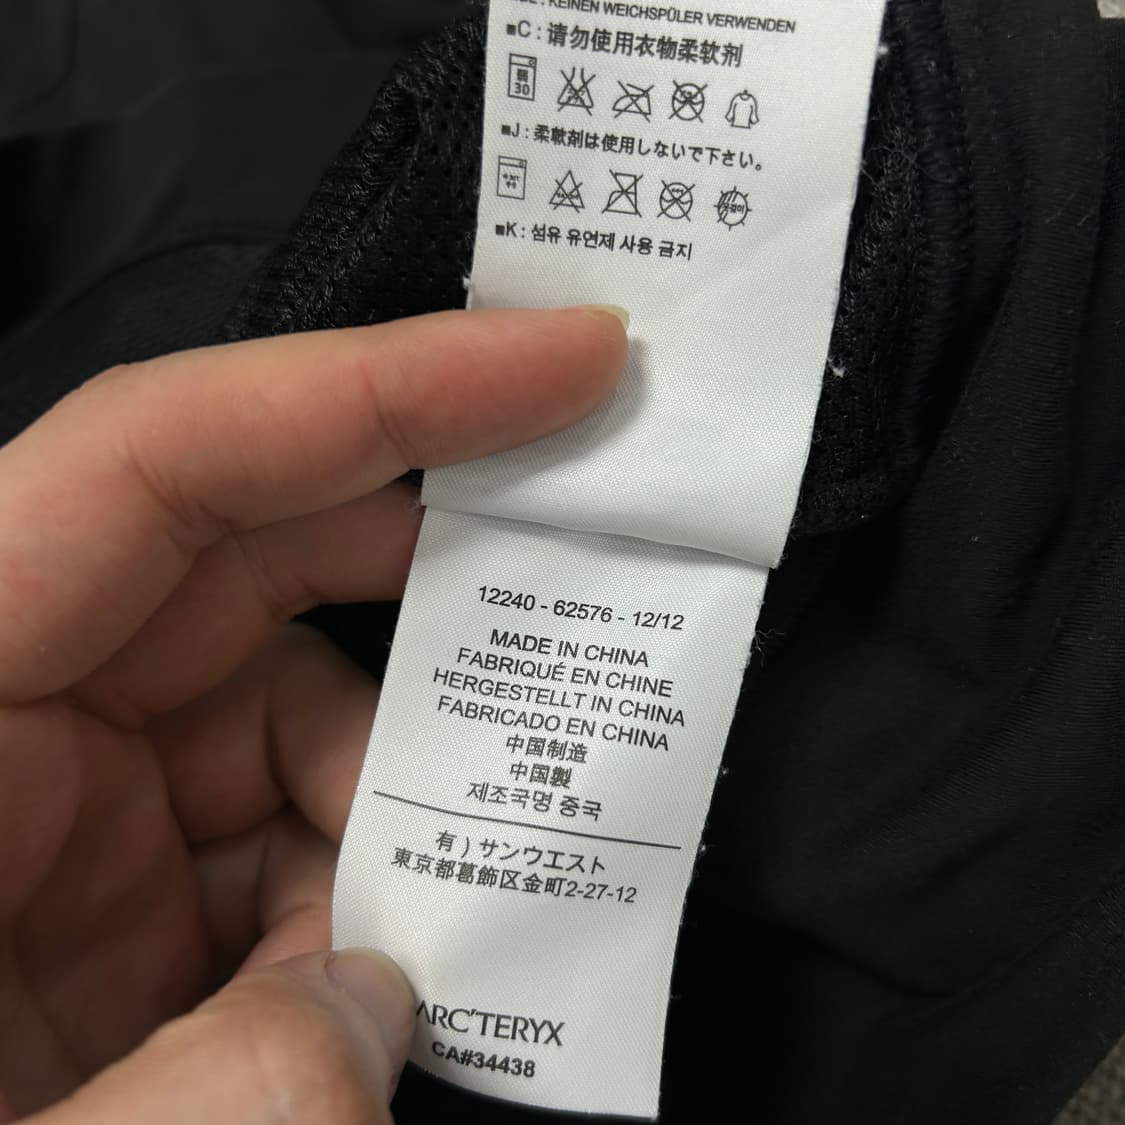 KEINEN WEICHSPÜLER VERWENDEN
■C : 请勿使用衣物柔软剂
弱
30
■J : 柔軟剤は使用しないで下さい。
■K : 섬유 유연제 사용 금지
12240 - 62576 - 12/12
MADE IN CHINA
FABRIQUÉ EN CHINE
HERGESTELLT IN CHINA
FABRICADO EN CHINA
中国制造
中国製
제조국명 중국
有）サンウエスト
東京都葛飾区金町2-27-12
ARC'TERYX
CA#34438